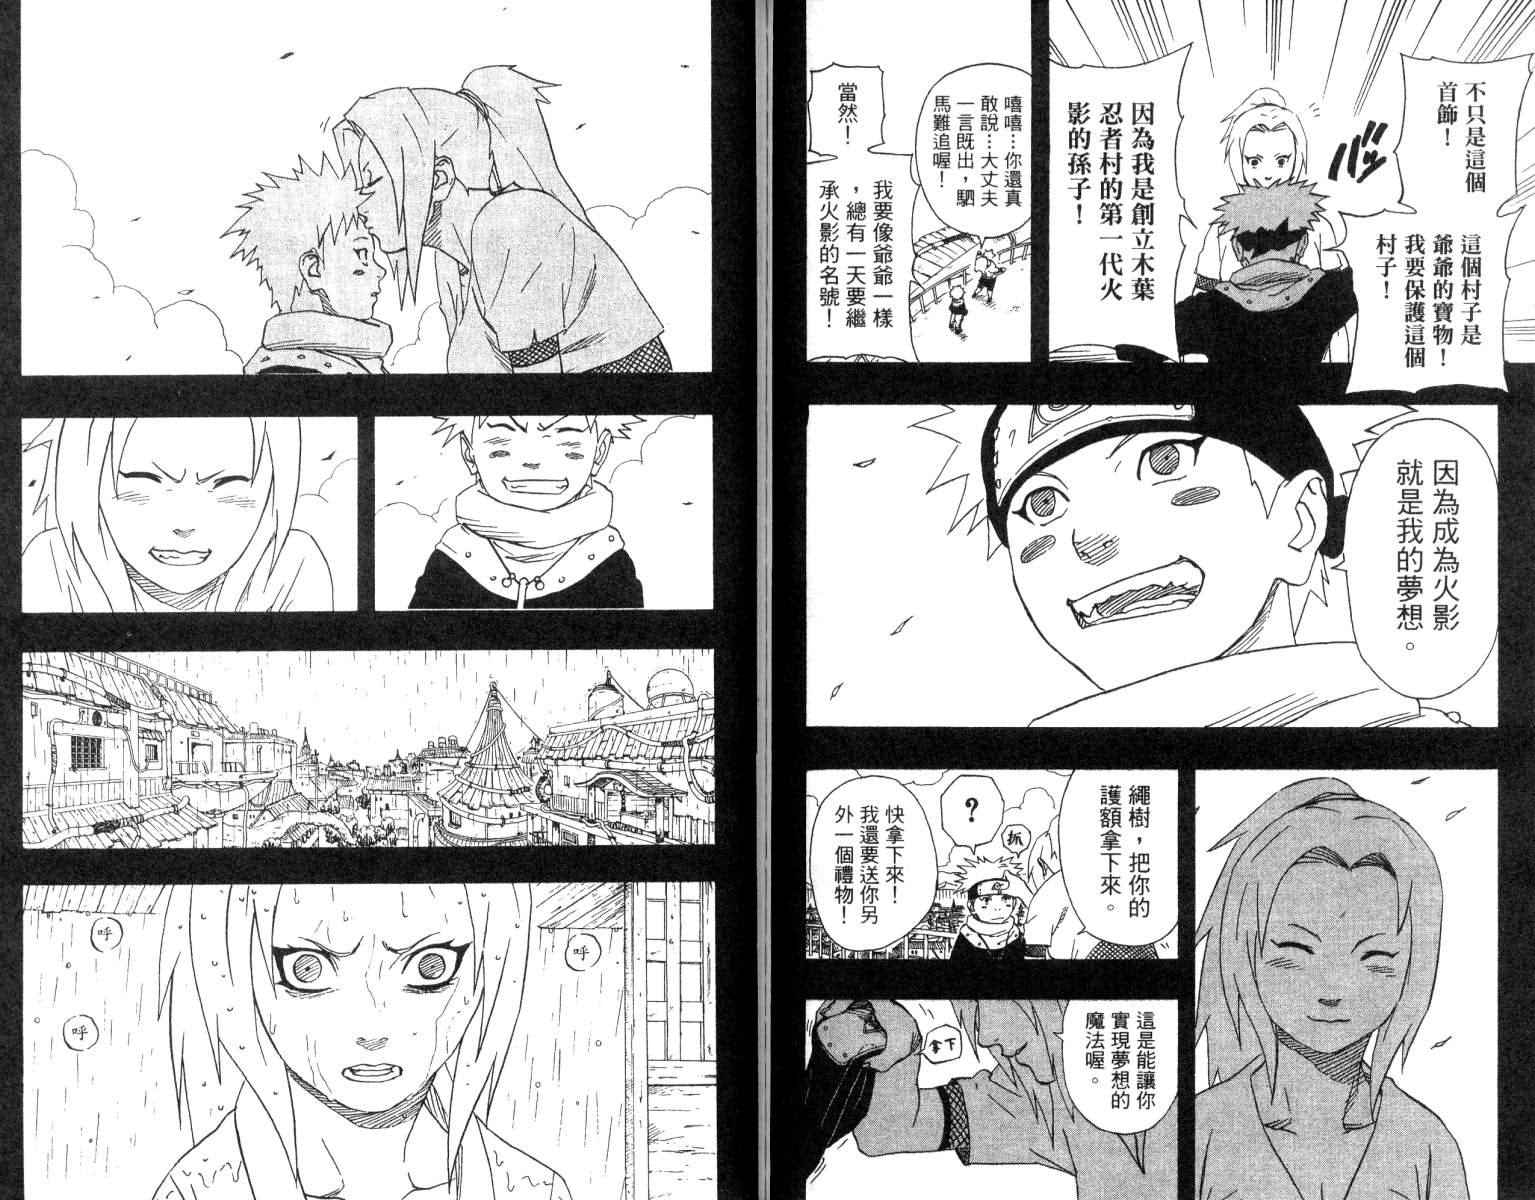 不只是這個
首飾！
這個村子是
爺爺的寶物！
我要保護這個
村子！
バッ
因為我是創立木葉
忍者村的第一代火
影的孫子！
嘻嘻…你還真
敢說…大丈夫
一言既出，駟
馬難追喔！
當然！
我要像爺爺一樣
，總有一天要繼
承火影的名號！
因為成為火影
就是我的夢想。
繩樹，把你的
護額拿下來。
抓
？
快拿下來！
我還要送你另
外一個禮物！
這是能讓你
實現夢想的
魔法喔。
拿下
呼
呼
呼